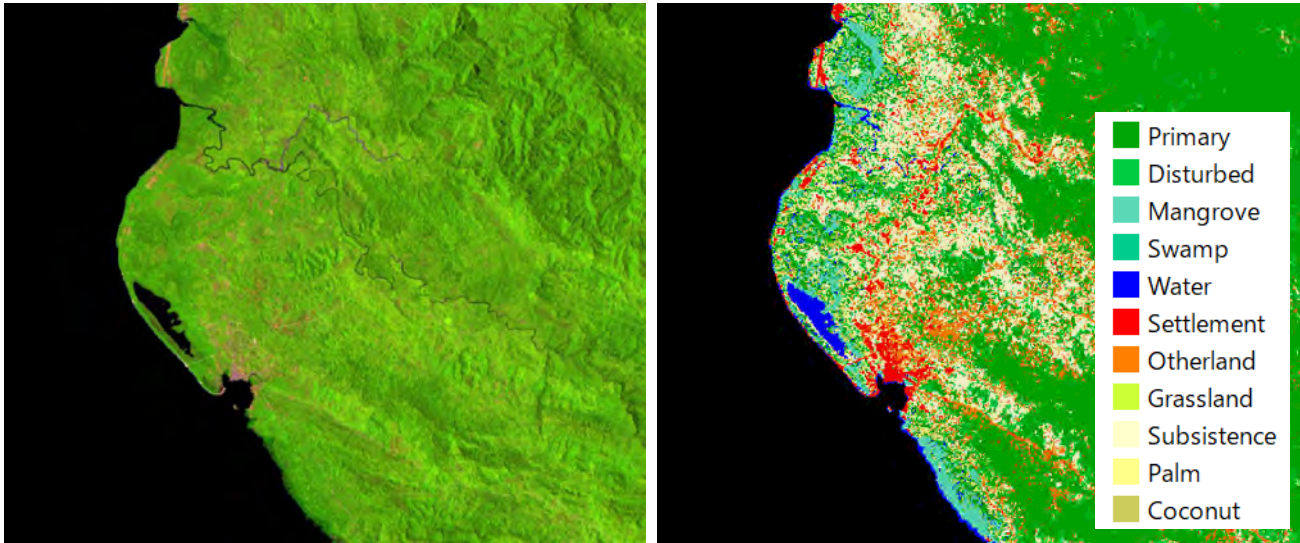 Primary
Disturbed
Mangrove
Swamp
Water
Settlement
Otherland
Grassland
Subsistence
Palm
Coconut